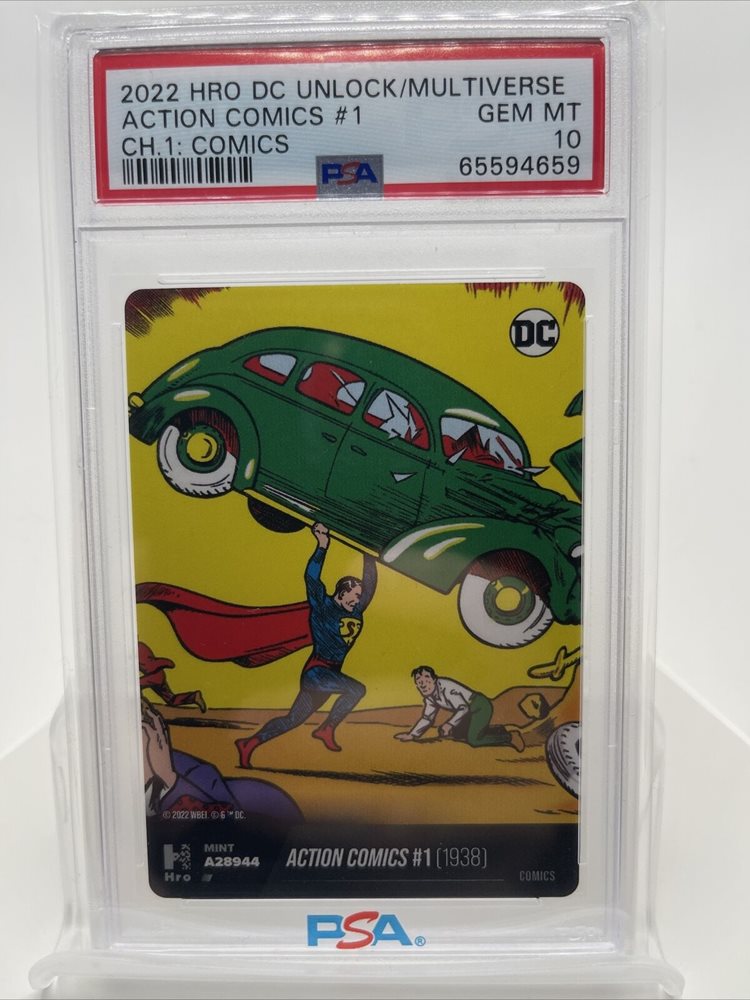 2022 HRO DC UNLOCK/MULTIVERSE
ACTION COMICS #1 GEM MT
CH.1: COMICS 10
PSA 65594659
DC
S
© 2022 WBEI. © & ™ DC.
MINT
A28944
Hro
ACTION COMICS #1 (1938)
COMICS
PSA®